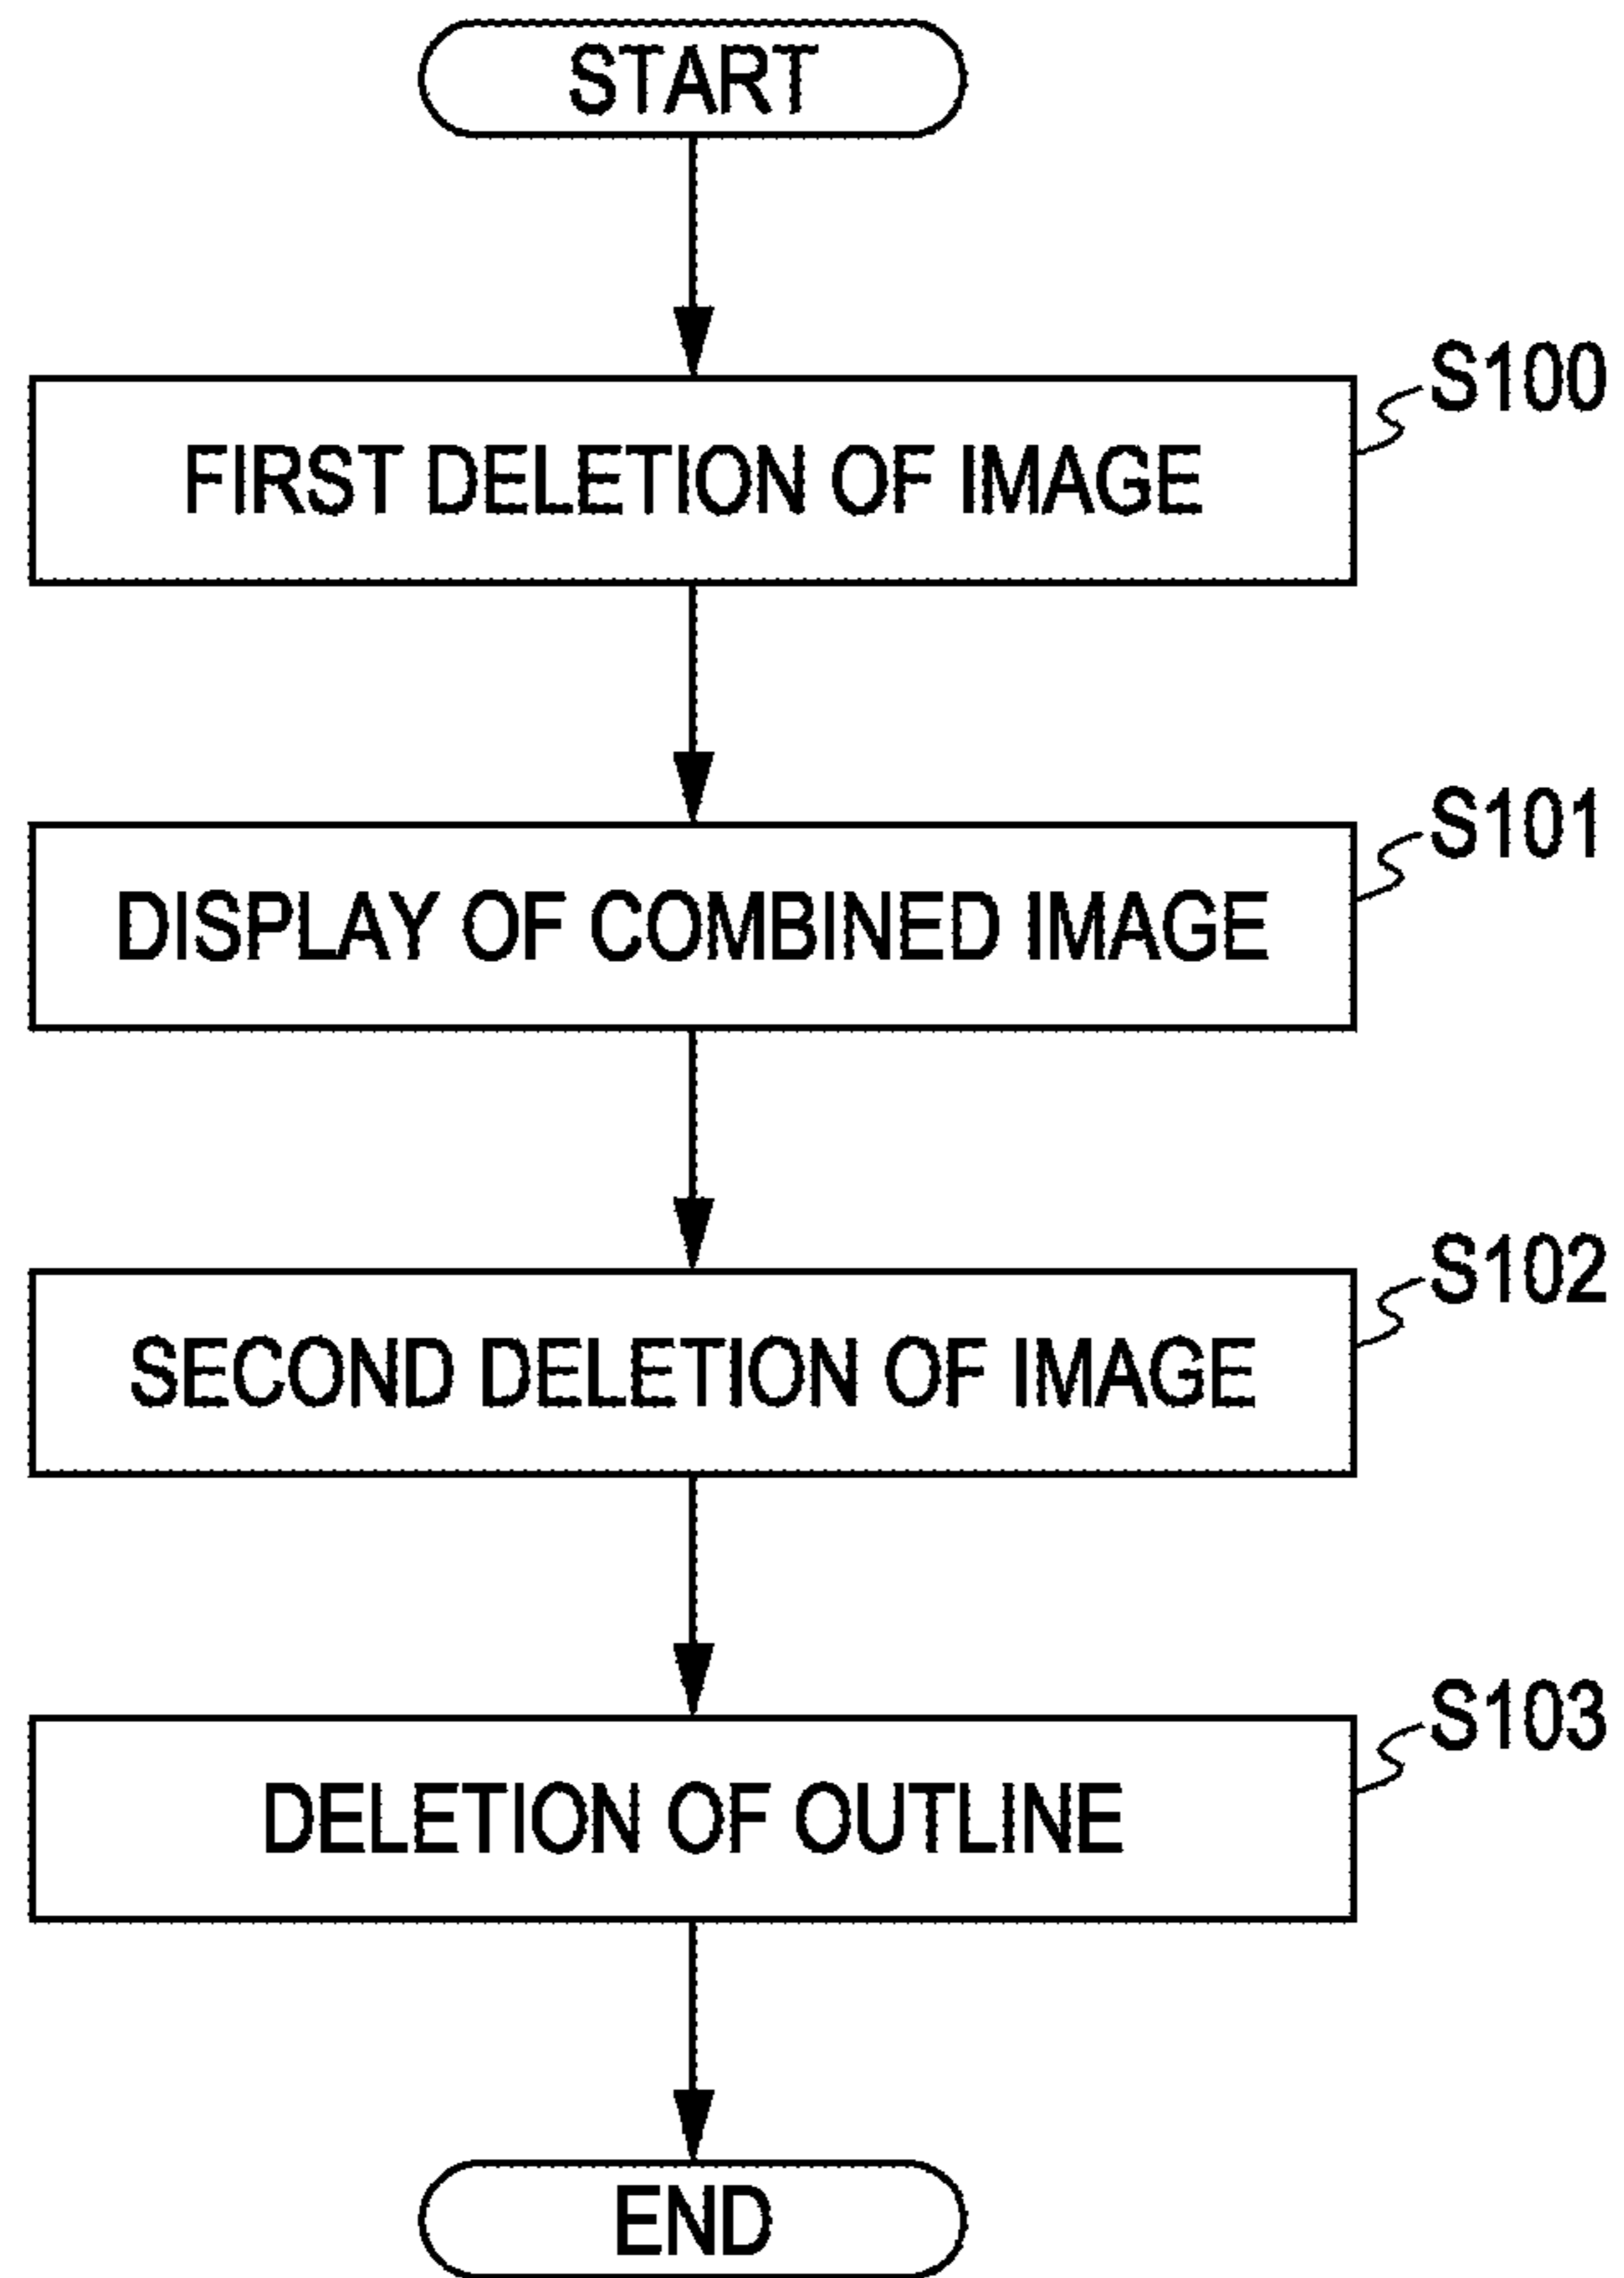 START
S100
FIRST DELETION OF IMAGE
S101
DISPLAY OF COMBINED IMAGE
S102
SECOND DELETION OF IMAGE
S103
DELETION OF OUTLINE
END